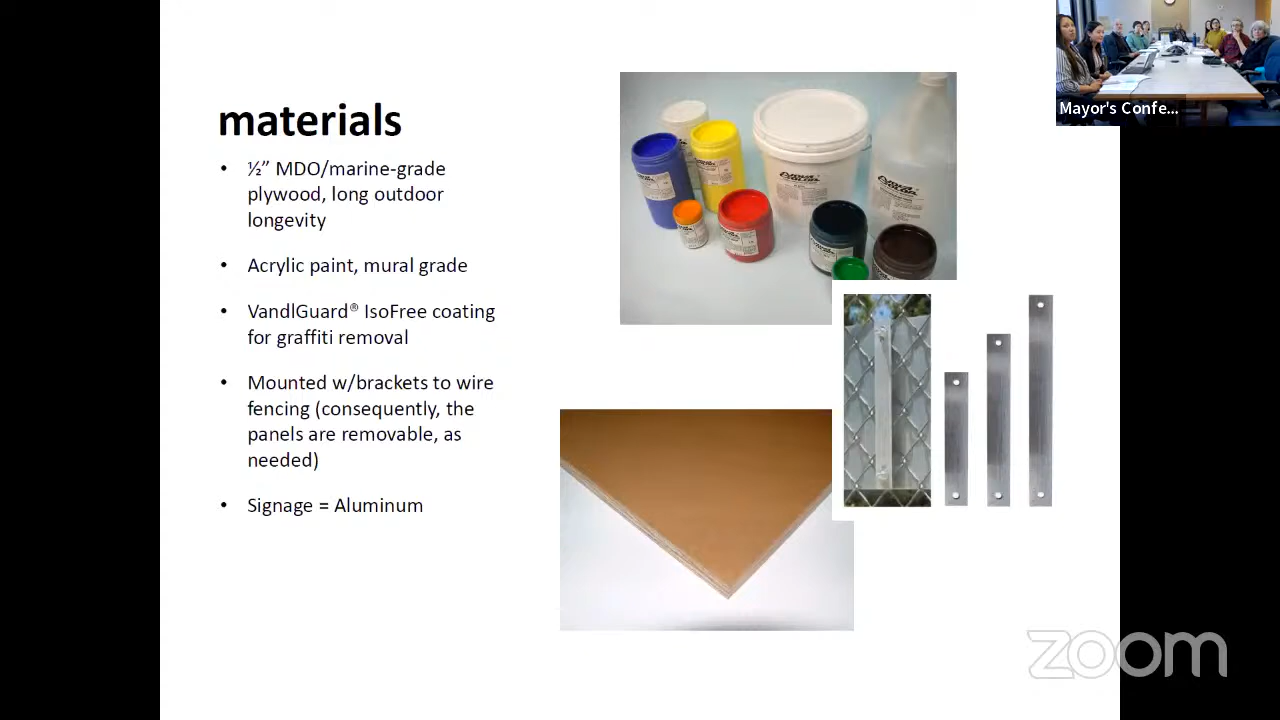 materials
• ½” MDO/marine-grade
plywood, long outdoor
longevity
• Acrylic paint, mural grade
• VandlGuard® IsoFree coating
for graffiti removal
• Mounted w/brackets to wire
fencing (consequently, the
panels are removable, as
needed)
• Signage = Aluminum
Mayor's Confe...
zoom